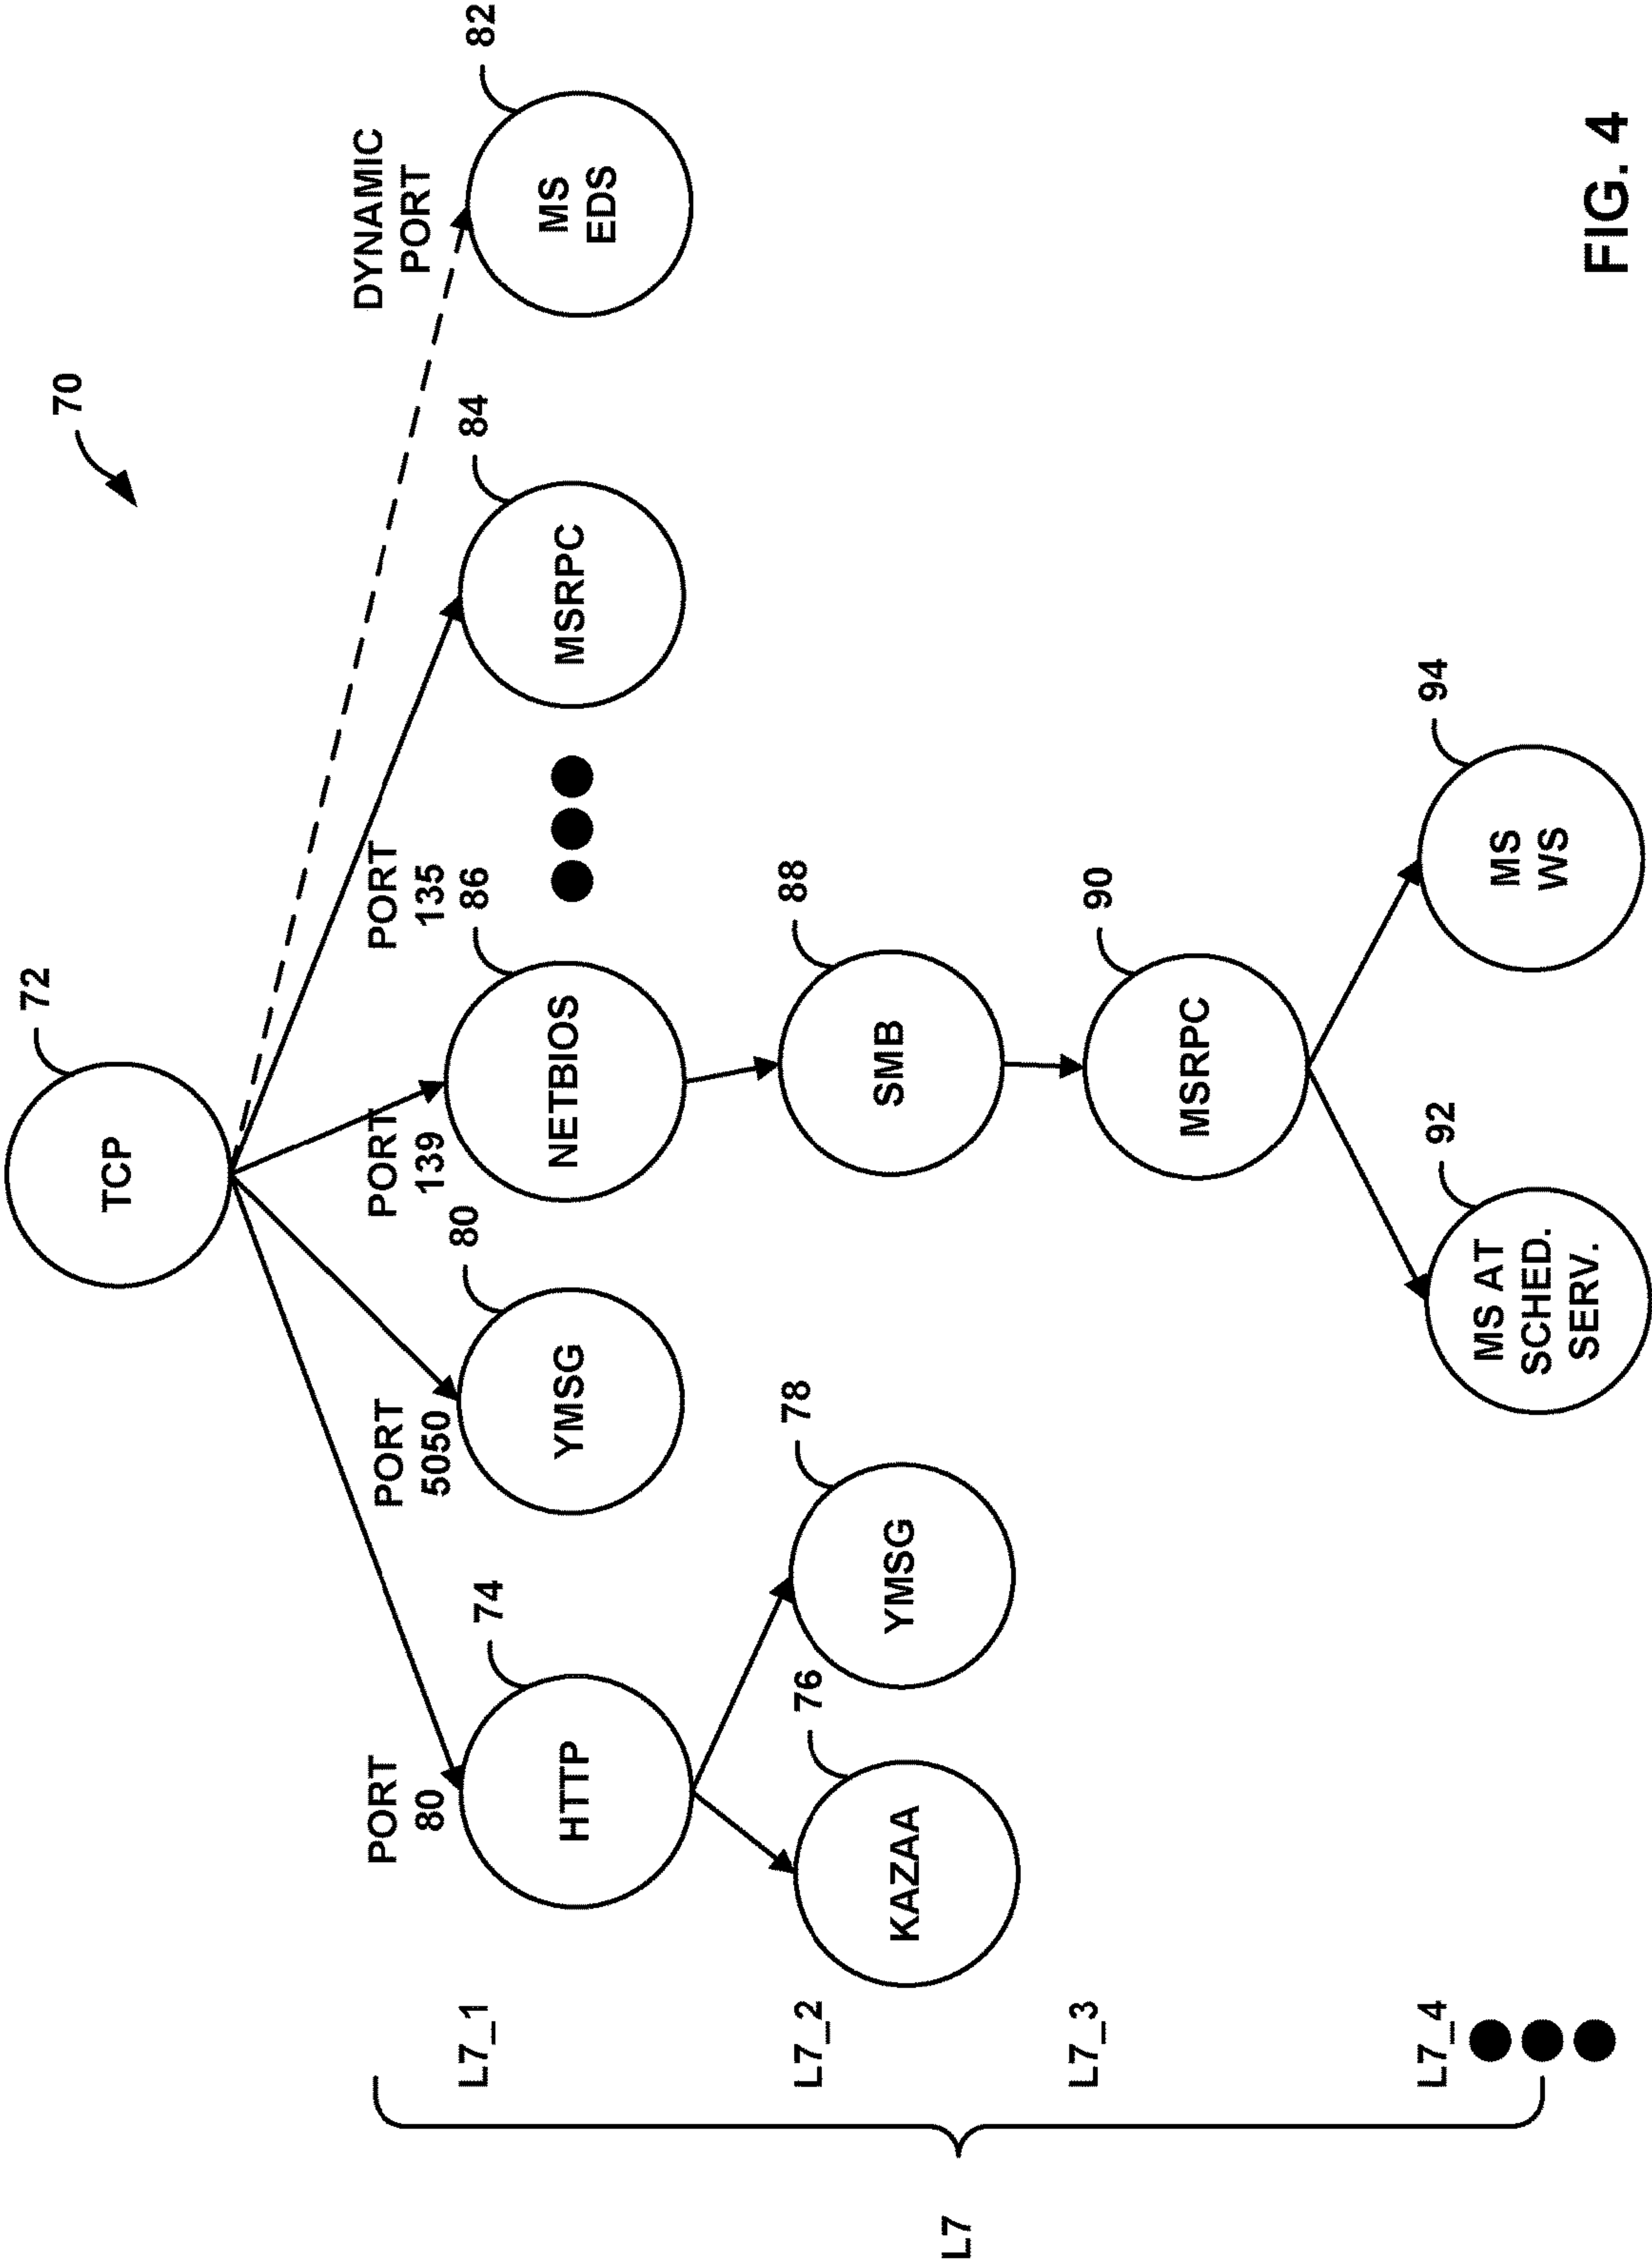 70
TCP
72
PORT
80
PORT
5050
PORT
139
PORT
135
DYNAMIC
PORT
L7
L7_1
HTTP
74
YMSG
80
NETBIOS
86
MSRPC
84
MS
EDS
82
L7_2
KAZAA
76
YMSG
78
SMB
88
L7_3
MSRPC
90
L7_4
MS AT
SCHED.
SERV.
92
MS
WS
94
FIG. 4